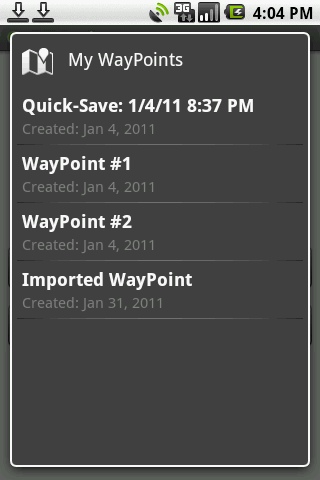 3G
4:04 PM
My WayPoints
Quick-Save: 1/4/11 8:37 PM
Created: Jan 4, 2011
WayPoint #1
Created: Jan 4, 2011
WayPoint #2
Created: Jan 4, 2011
Imported WayPoint
Created: Jan 31, 2011